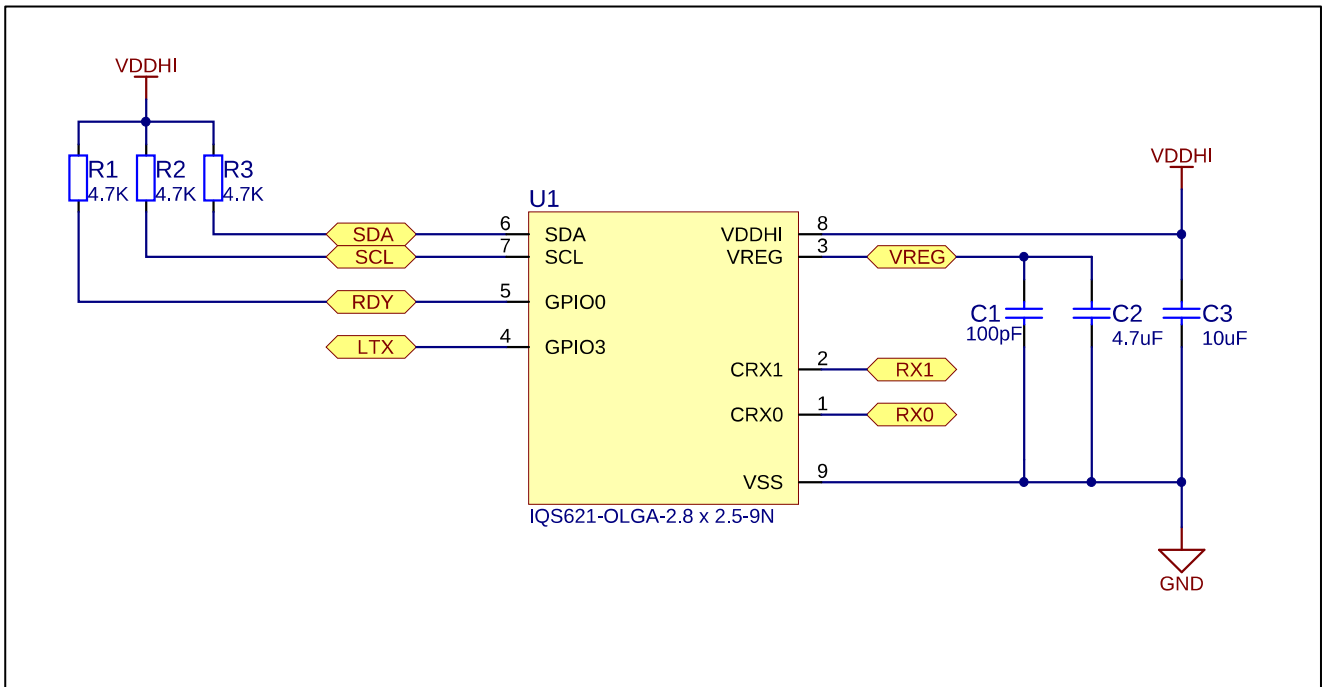 VDDHI
R1
4.7K
R2
4.7K
R3
4.7K
SDA
SCL
RDY
LTX
6
7
5
4
U1
SDA
SCL
GPIO0
GPIO3
VDDHI
VREG
CRX1
CRX0
VSS
IQS621-OLGA-2.8 x 2.5-9N
8
3
2
1
9
VREG
RX1
RX0
VDDHI
C1
100pF
C2
4.7uF
C3
10uF
GND